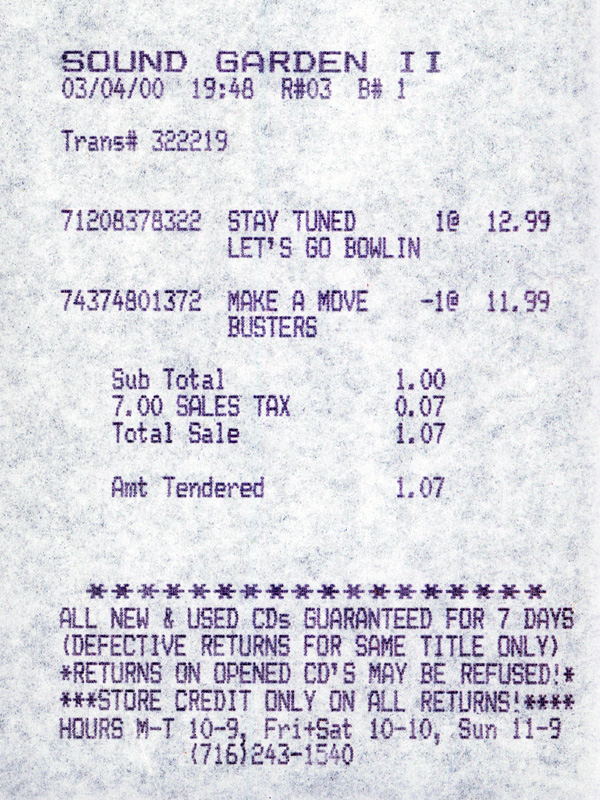 SOUND GARDEN II
03/04/00 19:48 R#03 B# 1
Trans# 322219
71208378322 STAY TUNED 1@ 12.99
LET'S GO BOWLIN
74374801372 MAKE A MOVE -1@ 11.99
BUSTERS
Sub Total 1.00
7.00 SALES TAX 0.07
Total Sale 1.07
Amt Tendered 1.07
* * * * * * * * * * * * * * * * * *
ALL NEW & USED CDs GUARANTEED FOR 7 DAYS
(DEFECTIVE RETURNS FOR SAME TITLE ONLY)
*RETURNS ON OPENED CD'S MAY BE REFUSED!*
***STORE CREDIT ONLY ON ALL RETURNS!****
HOURS M-T 10-9, Fri+Sat 10-10, Sun 11-9
(716)243-1540